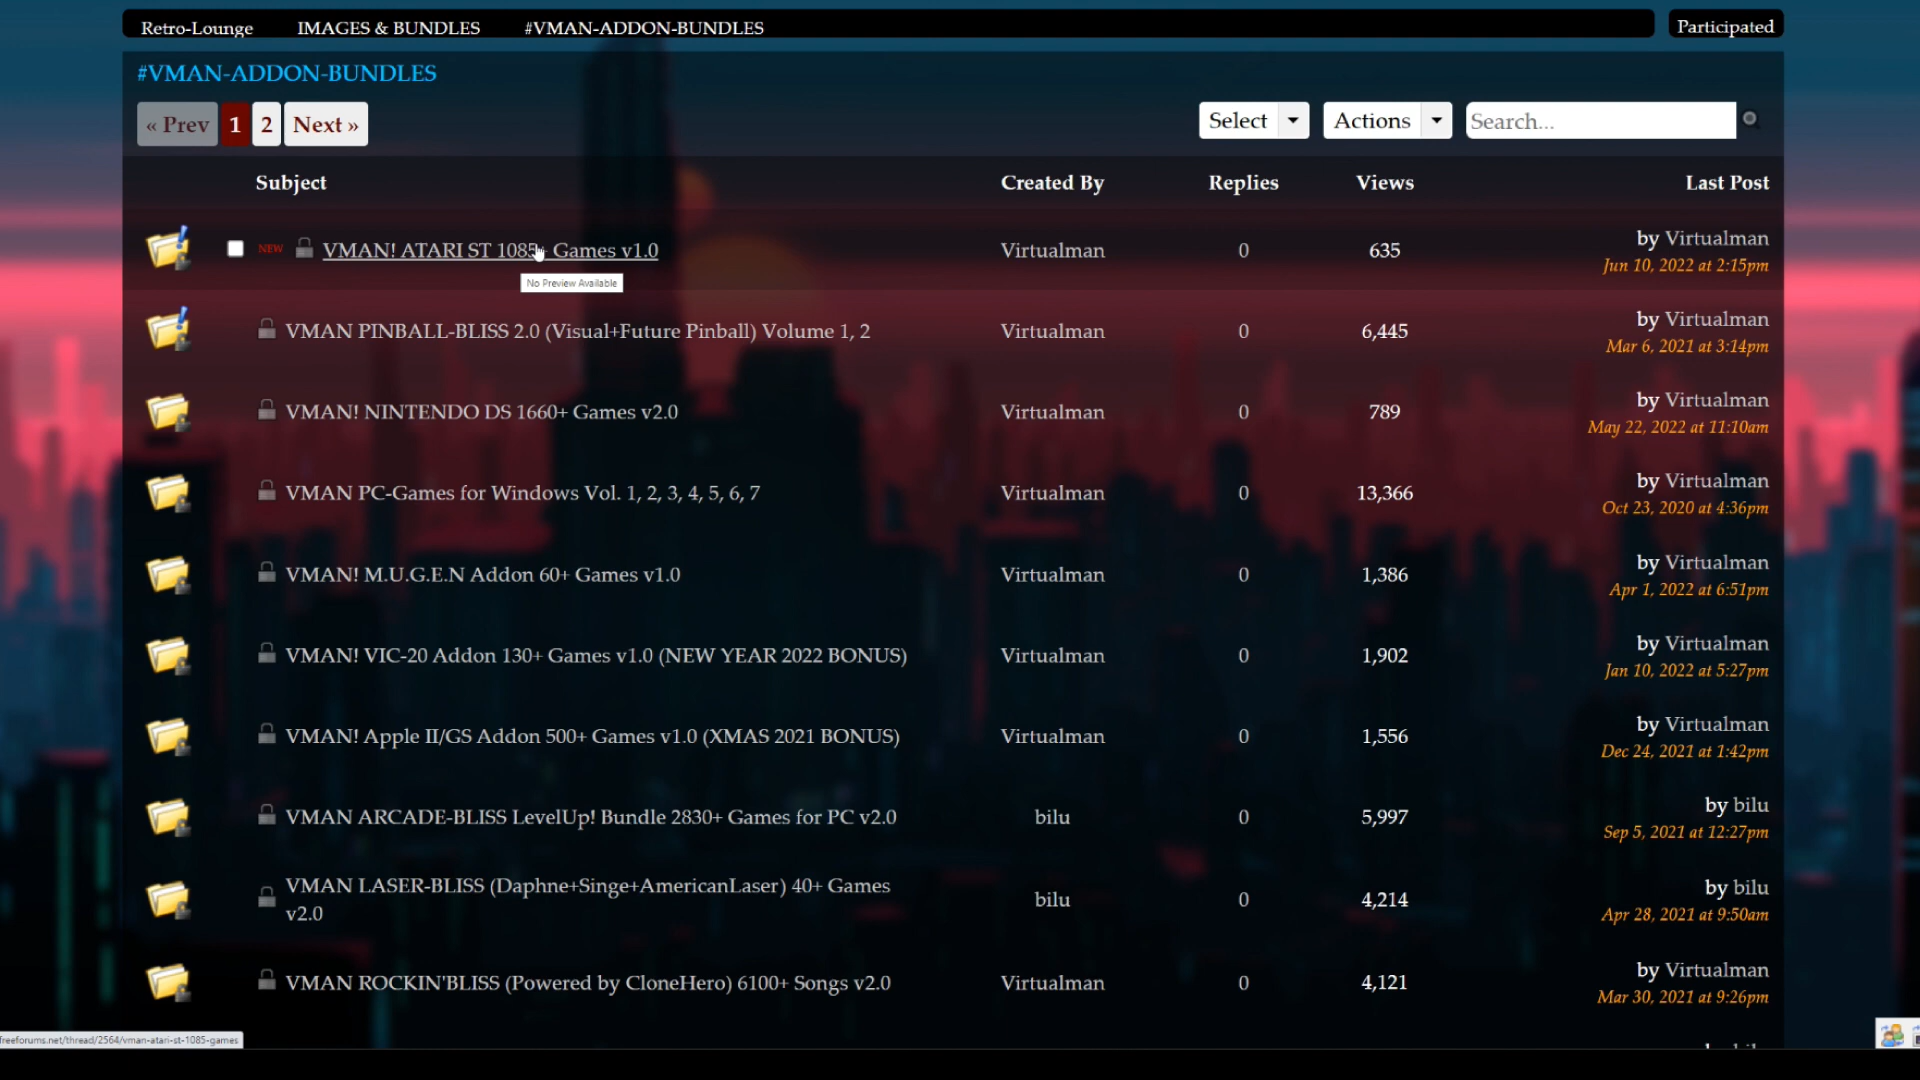 Retro-Lounge IMAGES & BUNDLES #VMAN-ADDON-BUNDLES Participated
#VMAN-ADDON-BUNDLES
« Prev 1 2 Next » Select Actions Search...
Subject Created By Replies Views Last Post
NEW VMAN! ATARI ST 1085+ Games v1.0 Virtualman 0 635 by Virtualman
Jun 10, 2022 at 2:15pm
No Preview Available
VMAN PINBALL-BLISS 2.0 (Visual+Future Pinball) Volume 1, 2 Virtualman 0 6,445 by Virtualman
Mar 6, 2021 at 3:14pm
VMAN! NINTENDO DS 1660+ Games v2.0 Virtualman 0 789 by Virtualman
May 22, 2022 at 11:10am
VMAN PC-Games for Windows Vol. 1, 2, 3, 4, 5, 6, 7 Virtualman 0 13,366 by Virtualman
Oct 23, 2020 at 4:36pm
VMAN! M.U.G.E.N Addon 60+ Games v1.0 Virtualman 0 1,386 by Virtualman
Apr 1, 2022 at 6:51pm
VMAN! VIC-20 Addon 130+ Games v1.0 (NEW YEAR 2022 BONUS) Virtualman 0 1,902 by Virtualman
Jan 10, 2022 at 5:27pm
VMAN! Apple II/GS Addon 500+ Games v1.0 (XMAS 2021 BONUS) Virtualman 0 1,556 by Virtualman
Dec 24, 2021 at 1:42pm
VMAN ARCADE-BLISS LevelUp! Bundle 2830+ Games for PC v2.0 bilu 0 5,997 by bilu
Sep 5, 2021 at 12:27pm
VMAN LASER-BLISS (Daphne+Singe+AmericanLaser) 40+ Games
v2.0 bilu 0 4,214 by bilu
Apr 28, 2021 at 9:50am
VMAN ROCKIN'BLISS (Powered by CloneHero) 6100+ Songs v2.0 Virtualman 0 4,121 by Virtualman
Mar 30, 2021 at 9:26pm
freeforums.net/thread/2564/vman-atari-st-1085-games